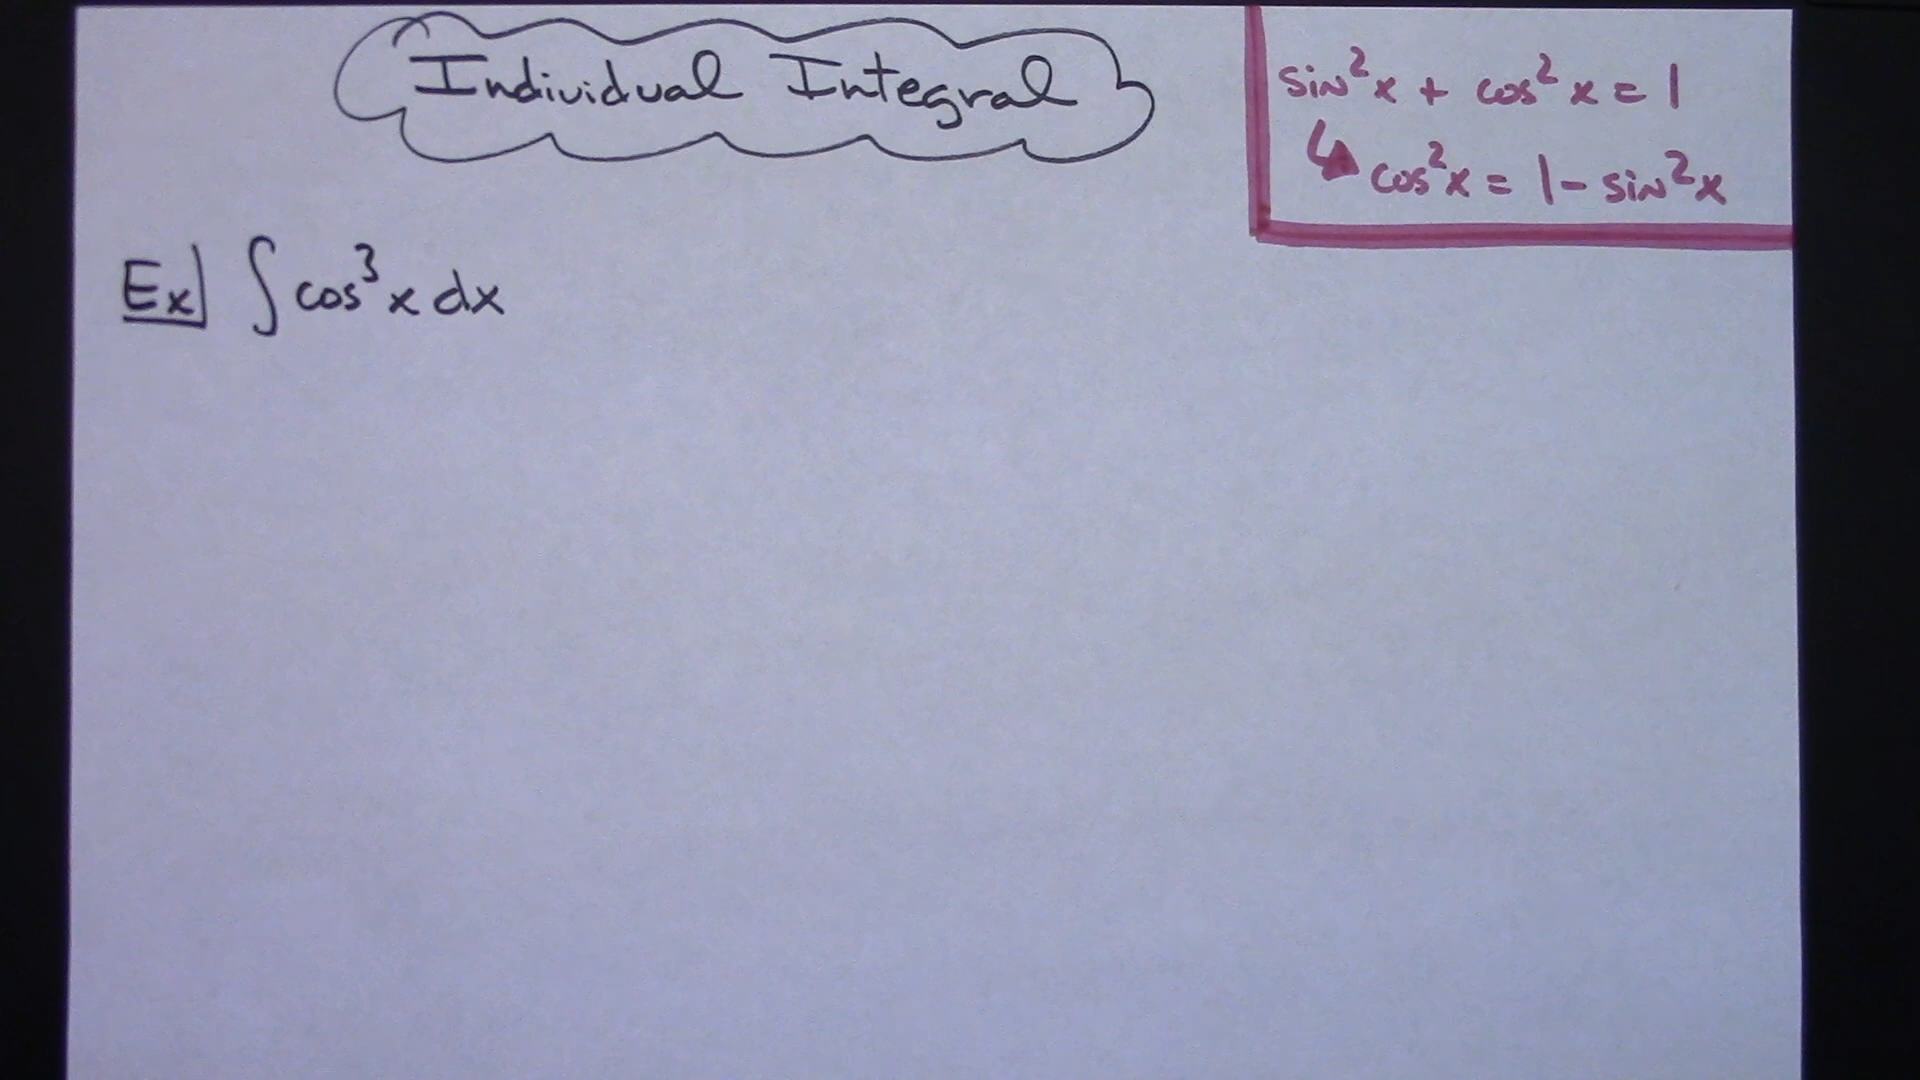 Individual Integral
sin²x + cos²x = 1
↳ cos²x = 1 - sin²x
Ex] ∫cos³x dx